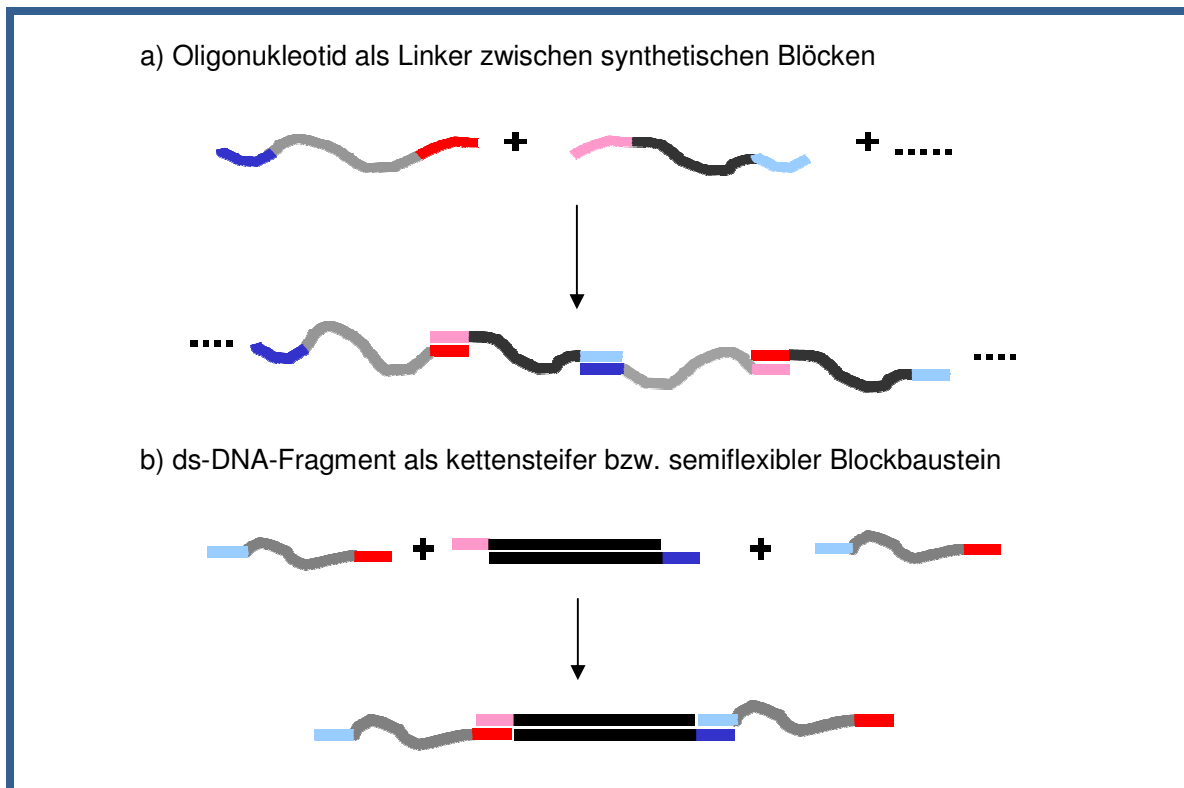 a) Oligonukleotid als Linker zwischen synthetischen Blöcken
b) ds-DNA-Fragment als kettensteifer bzw. semiflexibler Blockbaustein